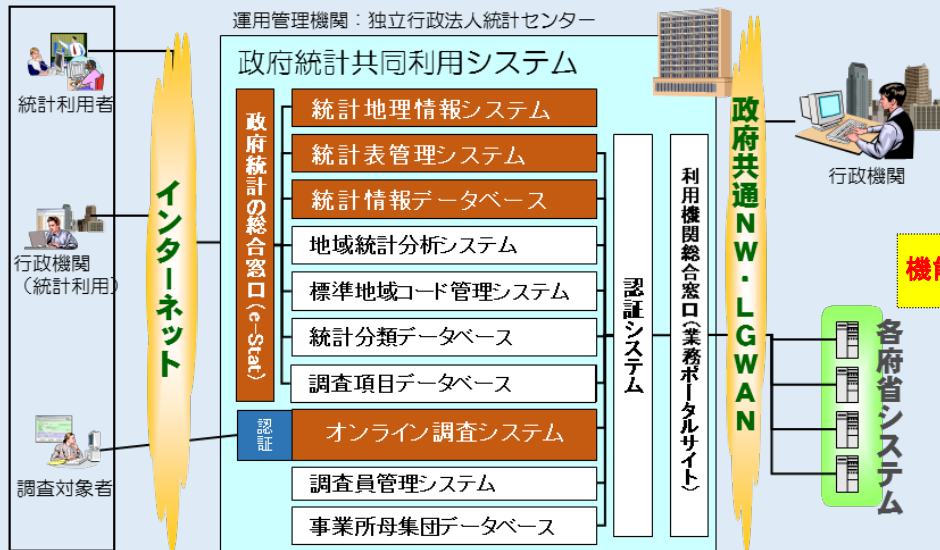 運用管理機関：独立行政法人統計センター
政府統計共同利用システム
統計利用者
行政機関
（統計利用）
調査対象者
インターネット
政府統計の総合窓口（e-Stat）
統計地理情報システム
統計表管理システム
統計情報データベース
地域統計分析システム
標準地域コード管理システム
統計分類データベース
調査項目データベース
認証
オンライン調査システム
調査員管理システム
事業所母集団データベース
認証システム
利用機関総合窓口（業務ポータルサイト）
政府共通NW・LGWAN
行政機関
各府省システム